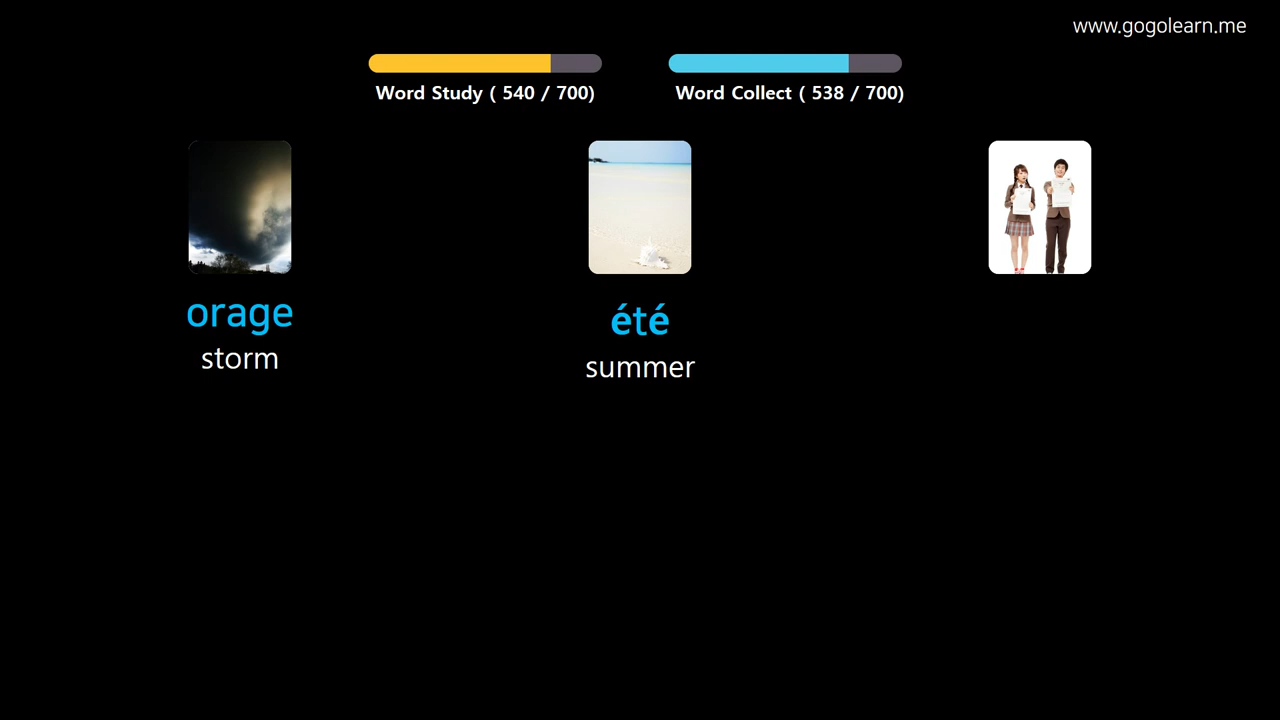 www.gogolearn.me
Word Study ( 540 / 700)
Word Collect ( 538 / 700)
orage
storm
été
summer